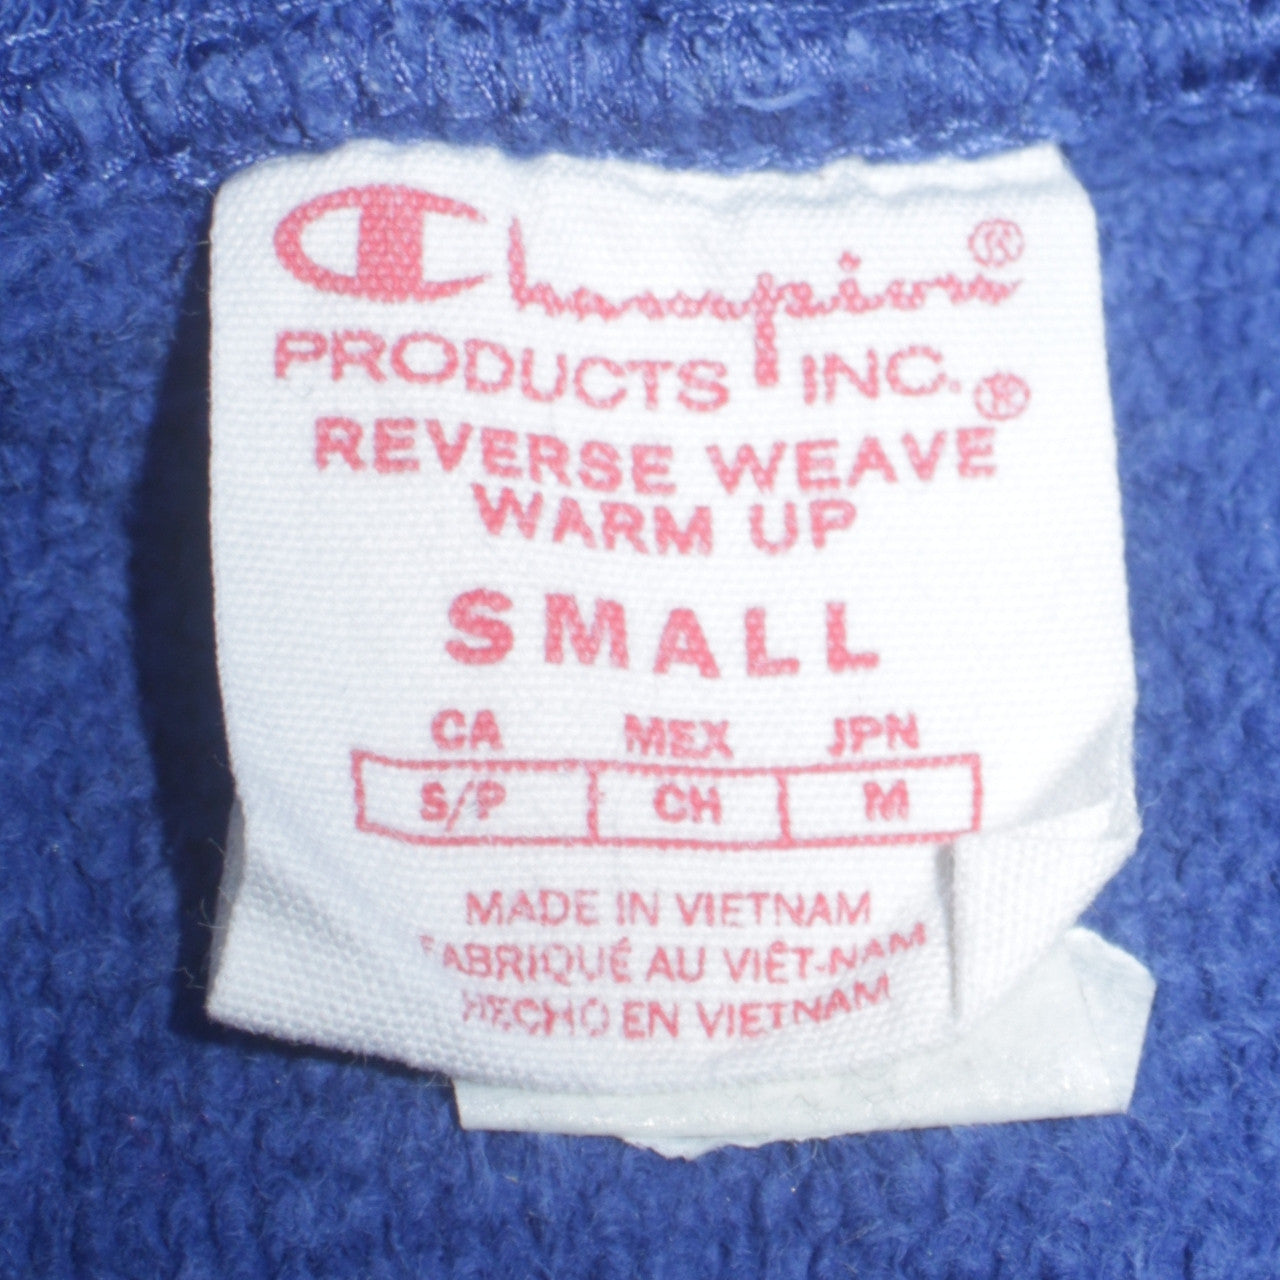 Champion®
PRODUCTS INC.
REVERSE WEAVE®
WARM UP
SMALL
CA MEX JPN
S/P CH M
MADE IN VIETNAM
FABRIQUÉ AU VIÊT-NAM
HECHO EN VIETNAM